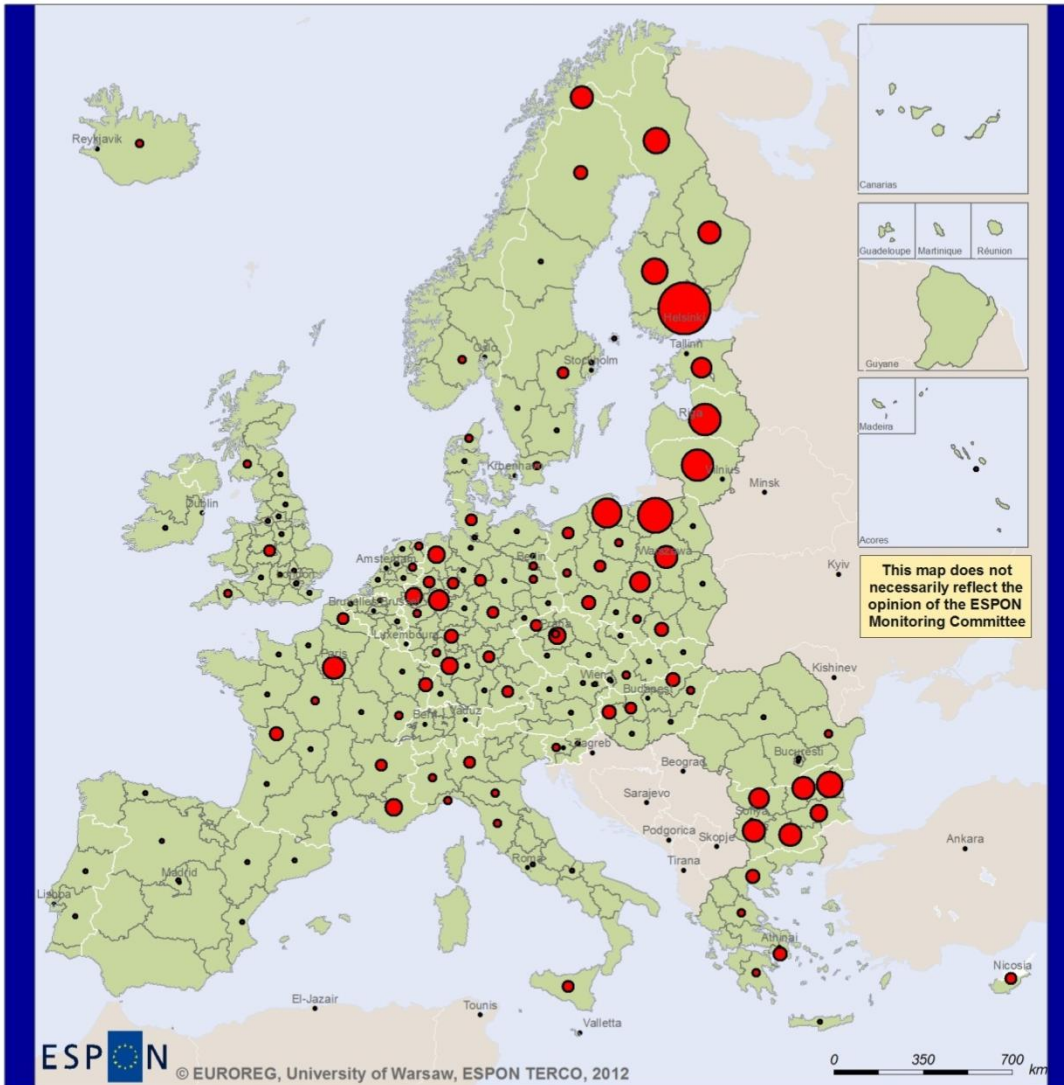 Reykjavik
Canarias
Guadeloupe
Martinique
Réunion
Guyane
Madeira
Acores
This map does not
necessarily reflect the
opinion of the ESPON
Monitoring Committee
Helsinki
Tallinn
Oslo
Stockholm
Riga
Vilnius
Minsk
København
Dublin
Amsterdam
Berlin
Warszawa
London
Kyiv
Praha
Luxembourg
Paris
Wien
Kishinev
Budapest
Bern
Vaduz
Zagreb
Bucuresti
Beograd
Sarajevo
Sofiya
Podgorica
Skopje
Ankara
Tirana
Roma
Madrid
Lisboa
Athinai
Nicosia
El-Jazair
Tounis
Valletta
ESPON
© EUROREG, University of Warsaw, ESPON TERCO, 2012
0 350 700
km